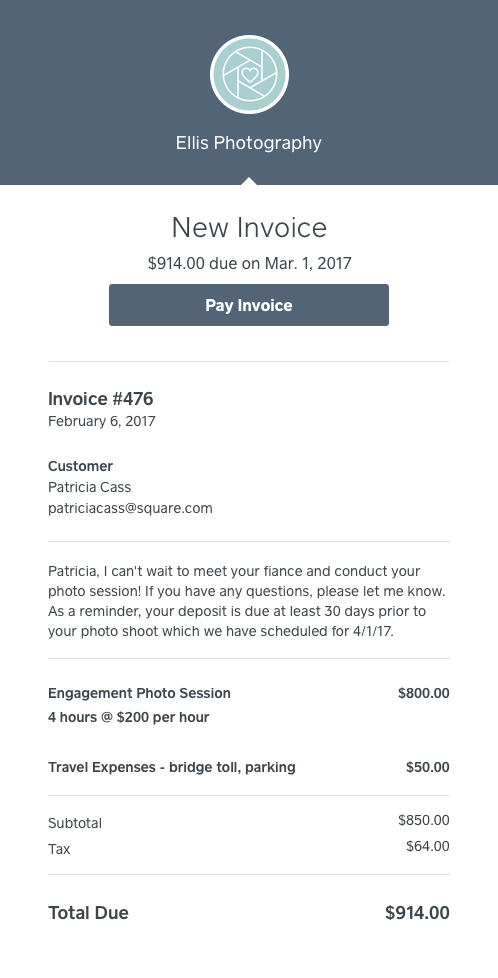 Ellis Photography
New Invoice
$914.00 due on Mar. 1, 2017
Pay Invoice
Invoice #476
February 6, 2017
Customer
Patricia Cass
patriciacass@square.com
Patricia, I can't wait to meet your fiance and conduct your
photo session! If you have any questions, please let me know.
As a reminder, your deposit is due at least 30 days prior to
your photo shoot which we have scheduled for 4/1/17.
Engagement Photo Session $800.00
4 hours @ $200 per hour
Travel Expenses - bridge toll, parking $50.00
Subtotal $850.00
Tax $64.00
Total Due $914.00